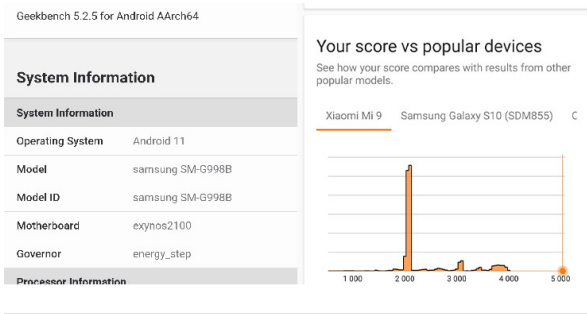 Geekbench 5.2.5 for Android AArch64
System Information
System Information
Operating System Android 11
Model samsung SM-G998B
Model ID samsung SM-G998B
Motherboard exynos2100
Governor energy_step
Processor Information
Your score vs popular devices
See how your score compares with results from other
popular models.
Xiaomi Mi 9 Samsung Galaxy S10 (SDM855)
1 000 2 000 3 000 4 000 5 000